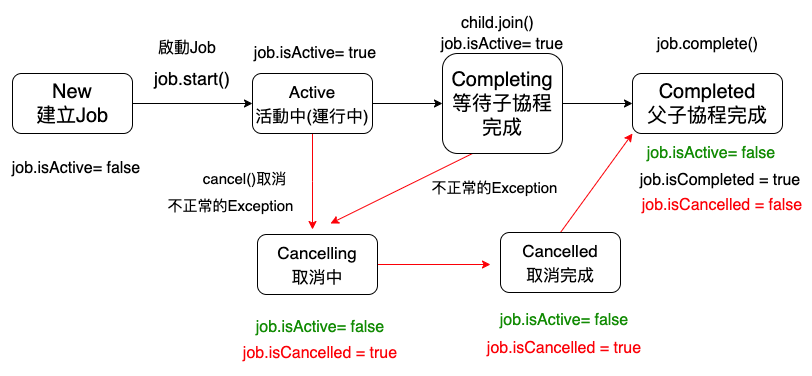 啟動Job
job.start()
job.isActive= true
child.join()
job.isActive= true
job.complete()
New
建立Job
Active
活動中(運行中)
Completing
等待子協程
完成
Completed
父子協程完成
job.isActive= false
cancel()取消
不正常的Exception
不正常的Exception
job.isActive= false
job.isCompleted = true
job.isCancelled = false
Cancelling
取消中
Cancelled
取消完成
job.isActive= false
job.isCancelled = true
job.isActive= false
job.isCancelled = true